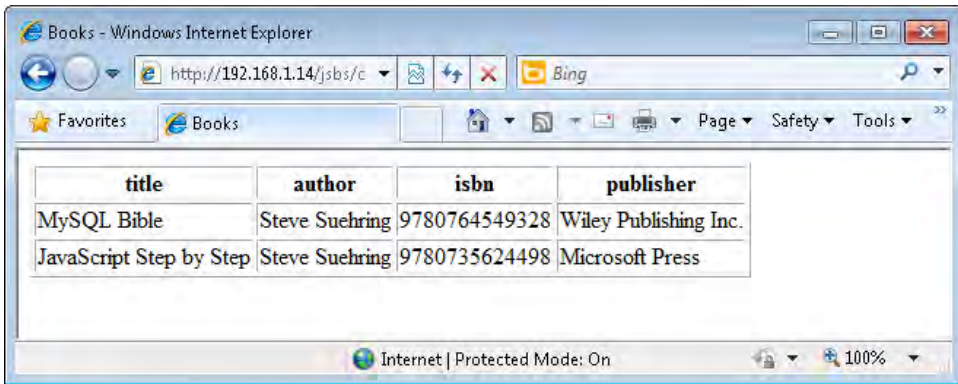 Books - Windows Internet Explorer
http://192.168.1.14/jsbs/c
Bing
Favorites
Books
Page
Safety
Tools
title author isbn publisher
MySQL Bible Steve Suehring 9780764549328 Wiley Publishing Inc.
JavaScript Step by Step Steve Suehring 9780735624498 Microsoft Press
Internet | Protected Mode: On
100%